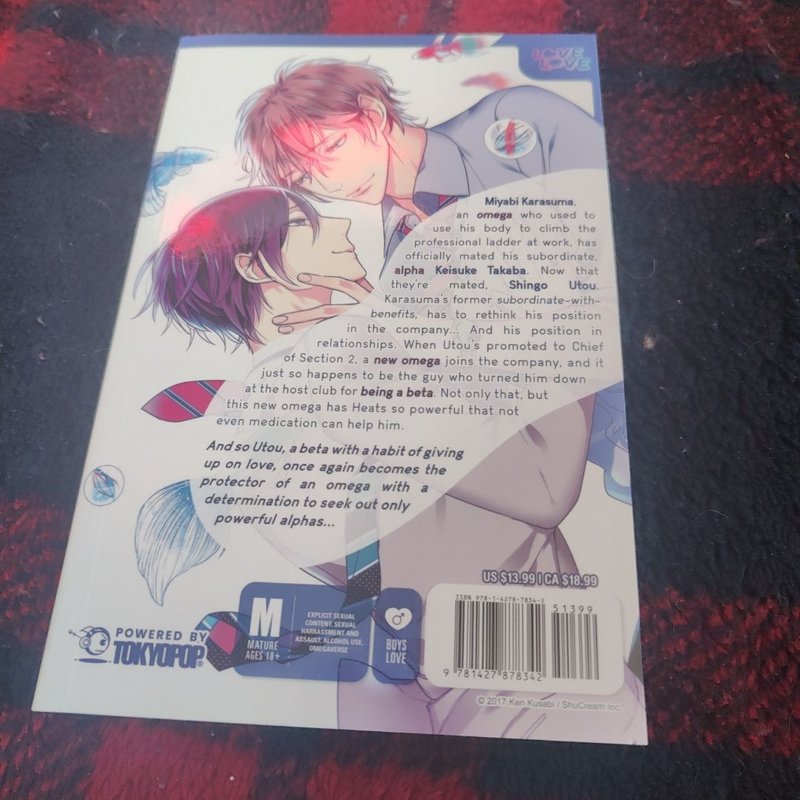 LOVE
LOVE
Miyabi Karasuma,
an omega who used to
use his body to climb the
professional ladder at work, has
officially mated his subordinate,
alpha Keisuke Takaba. Now that
they're mated, Shingo Utou,
Karasuma's former subordinate-with-
benefits, has to rethink his position
in the company... And his position in
relationships. When Utou's promoted to Chief
of Section 2, a new omega joins the company, and it
just so happens to be the guy who turned him down
at the host club for being a beta. Not only that, but
this new omega has Heats so powerful that not
even medication can help him.
And so Utou, a beta with a habit of giving
up on love, once again becomes the
protector of an omega with a
determination to seek out only
powerful alphas...
US $13.99 | CA $18.99
ISBN 978-1-4278-7834-2
51399
9 781427 878342
POWERED BY
TOKYOPOP®
M
MATURE
AGES 18+
EXPLICIT SEXUAL
CONTENT, SEXUAL
HARRASSMENT AND
ASSAULT, ALCOHOL USE,
OMEGAVERSE
BOYS
LOVE
© 2017 Keri Kusabi / ShuCream Inc.